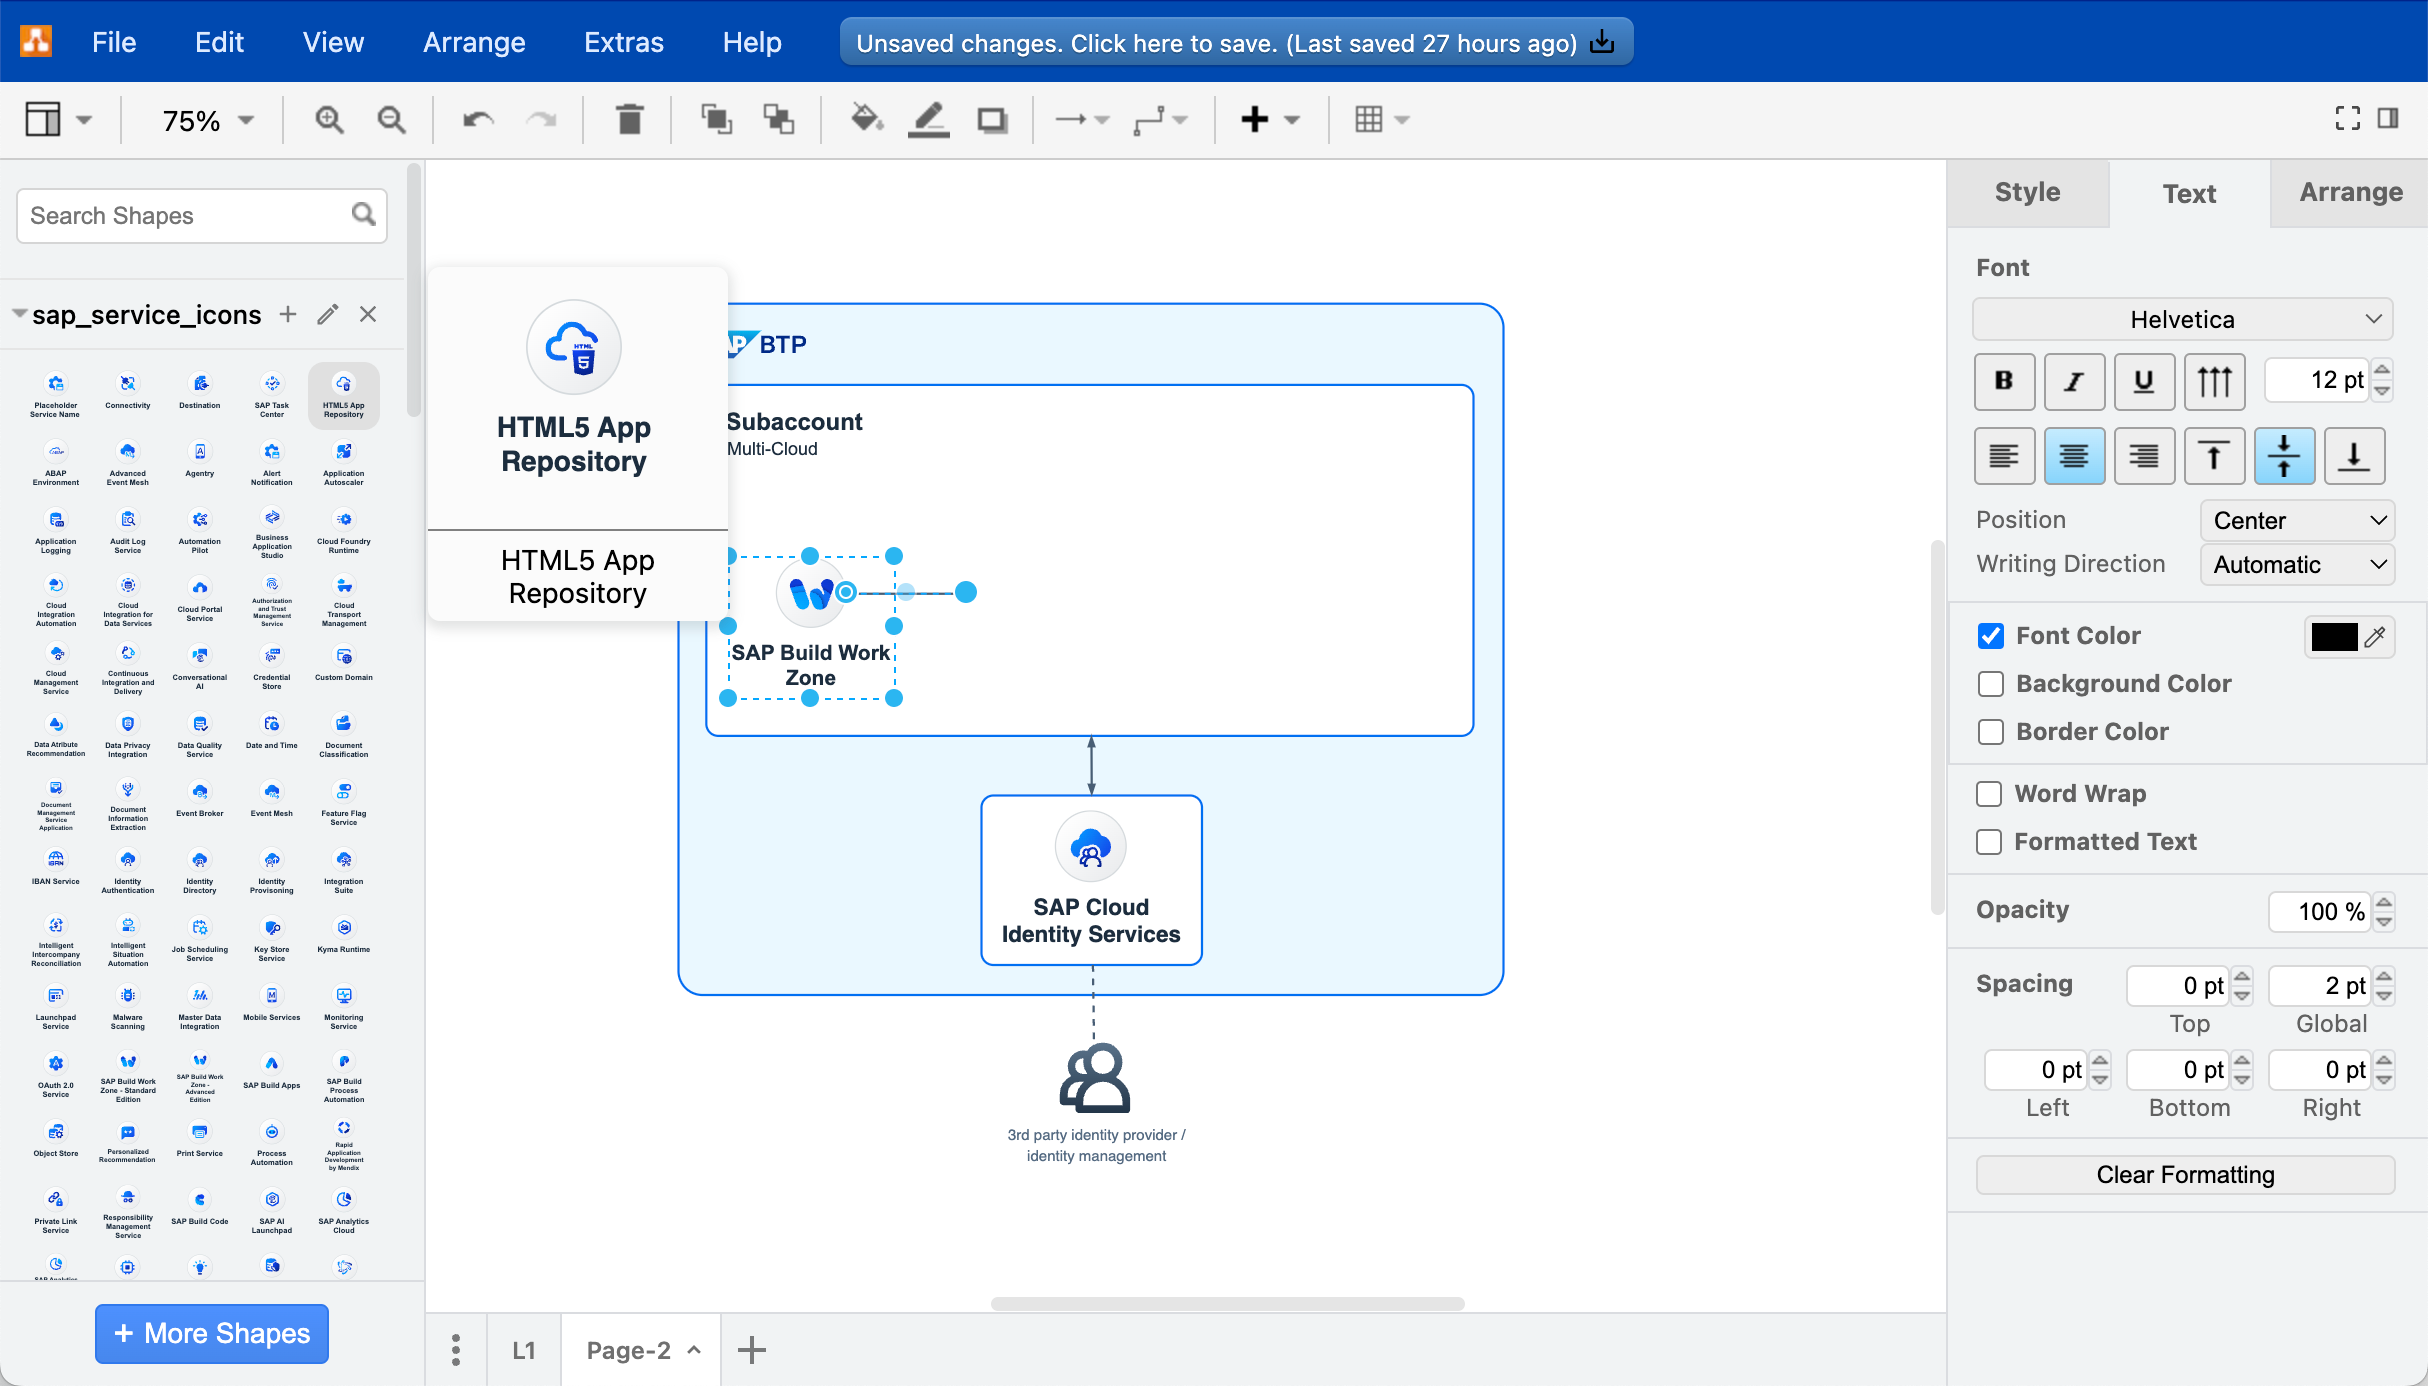 File Edit View Arrange Extras Help Unsaved changes. Click here to save. (Last saved 27 hours ago)
75%
Search Shapes
sap_service_icons
Placeholder Service Name
Connectivity
Destination
SAP Task Center
HTML5 App Repository
ABAP Environment
Advanced Event Mesh
Agentry
Alert Notification
Application Autoscaler
Application Logging
Audit Log Service
Automation Pilot
Business Application Studio
Cloud Foundry Runtime
Cloud Integration Automation
Cloud Integration for Data Services
Cloud Portal Service
Authorization and Trust Management Service
Cloud Transport Management
Cloud Management Service
Continuous Integration and Delivery
Conversational AI
Credential Store
Custom Domain
Data Atribute Recommendation
Data Privacy Integration
Data Quality Service
Date and Time
Document Classification
Document Management Service Application
Document Information Extraction
Event Broker
Event Mesh
Feature Flag Service
IBAN Service
Identity Authentication
Identity Directory
Identity Provisoning
Integration Suite
Intelligent Intercompany Reconciliation
Intelligent Situation Automation
Job Scheduling Service
Key Store Service
Kyma Runtime
Launchpad Service
Malware Scanning
Master Data Integration
Mobile Services
Monitoring Service
OAuth 2.0 Service
SAP Build Work Zone - Standard Edition
SAP Build Work Zone - Advanced Edition
SAP Build Apps
SAP Build Process Automation
Object Store
Personalized Recommendation
Print Service
Process Automation
Rapid Application Development by Mendix
Private Link Service
Responsibility Management Service
SAP Build Code
SAP AI Launchpad
SAP Analytics Cloud
SAP Analytics
+ More Shapes
HTML
5
HTML5 App
Repository
HTML5 App
Repository
BTP
Subaccount
Multi-Cloud
SAP Build Work
Zone
SAP Cloud
Identity Services
3rd party identity provider /
identity management
L1 Page-2
Style Text Arrange
Font
Helvetica
B I U 12 pt
Position Center
Writing Direction Automatic
Font Color
Background Color
Border Color
Word Wrap
Formatted Text
Opacity 100 %
Spacing 0 pt 2 pt
Top Global
0 pt 0 pt 0 pt
Left Bottom Right
Clear Formatting